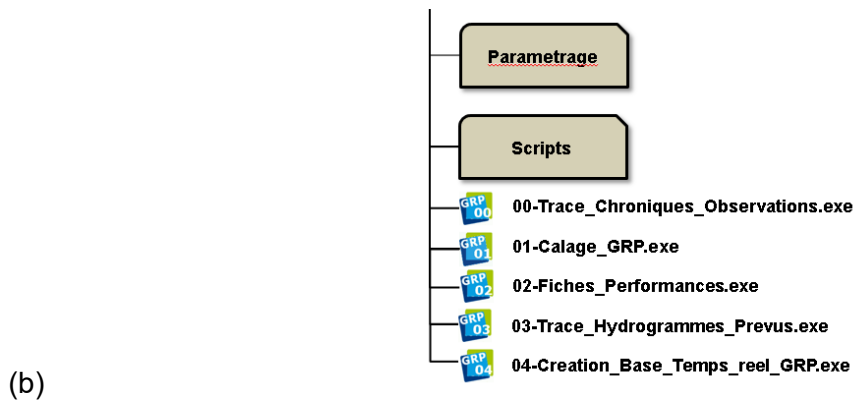 Parametrage
Scripts
GRP 00 00-Trace_Chroniques_Observations.exe
GRP 01 01-Calage_GRP.exe
GRP 02 02-Fiches_Performances.exe
GRP 03 03-Trace_Hydrogrammes_Prevus.exe
GRP 04 04-Creation_Base_Temps_reel_GRP.exe
(b)